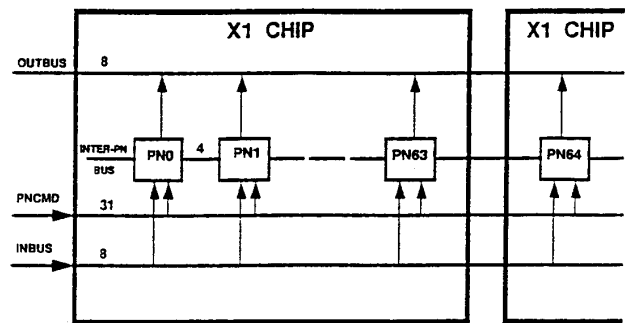 X1 CHIP
X1 CHIP
OUTBUS
8
INTER-PN
BUS
PN0
4
PN1
PN63
PN64
PNCMD
31
INBUS
8